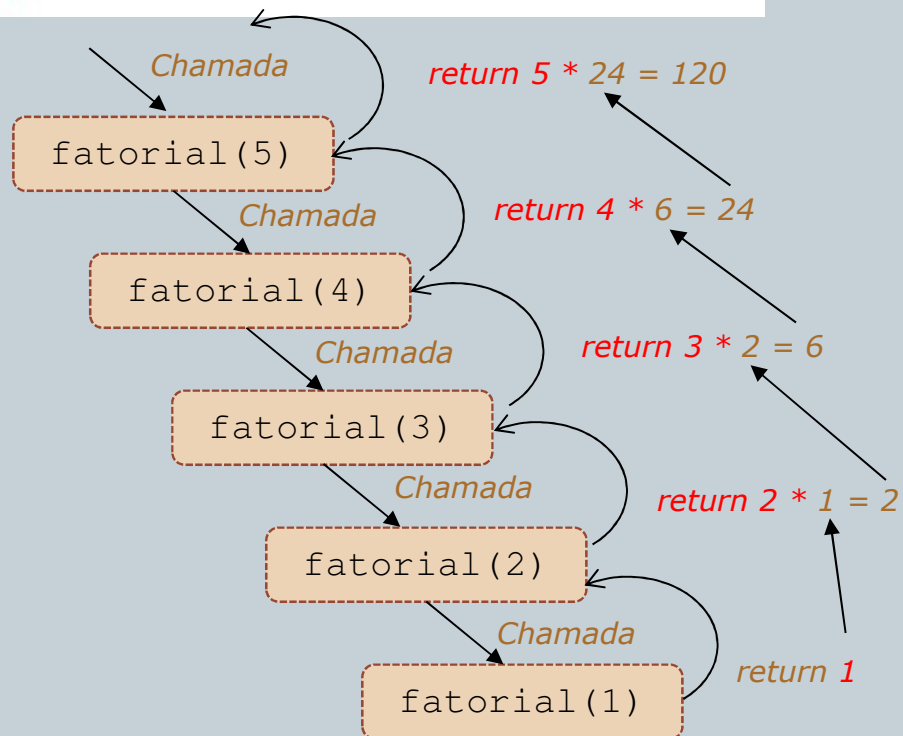 Chamada
return 5 * 24 = 120
fatorial(5)
Chamada
return 4 * 6 = 24
fatorial(4)
Chamada
return 3 * 2 = 6
fatorial(3)
Chamada
return 2 * 1 = 2
fatorial(2)
Chamada
return 1
fatorial(1)